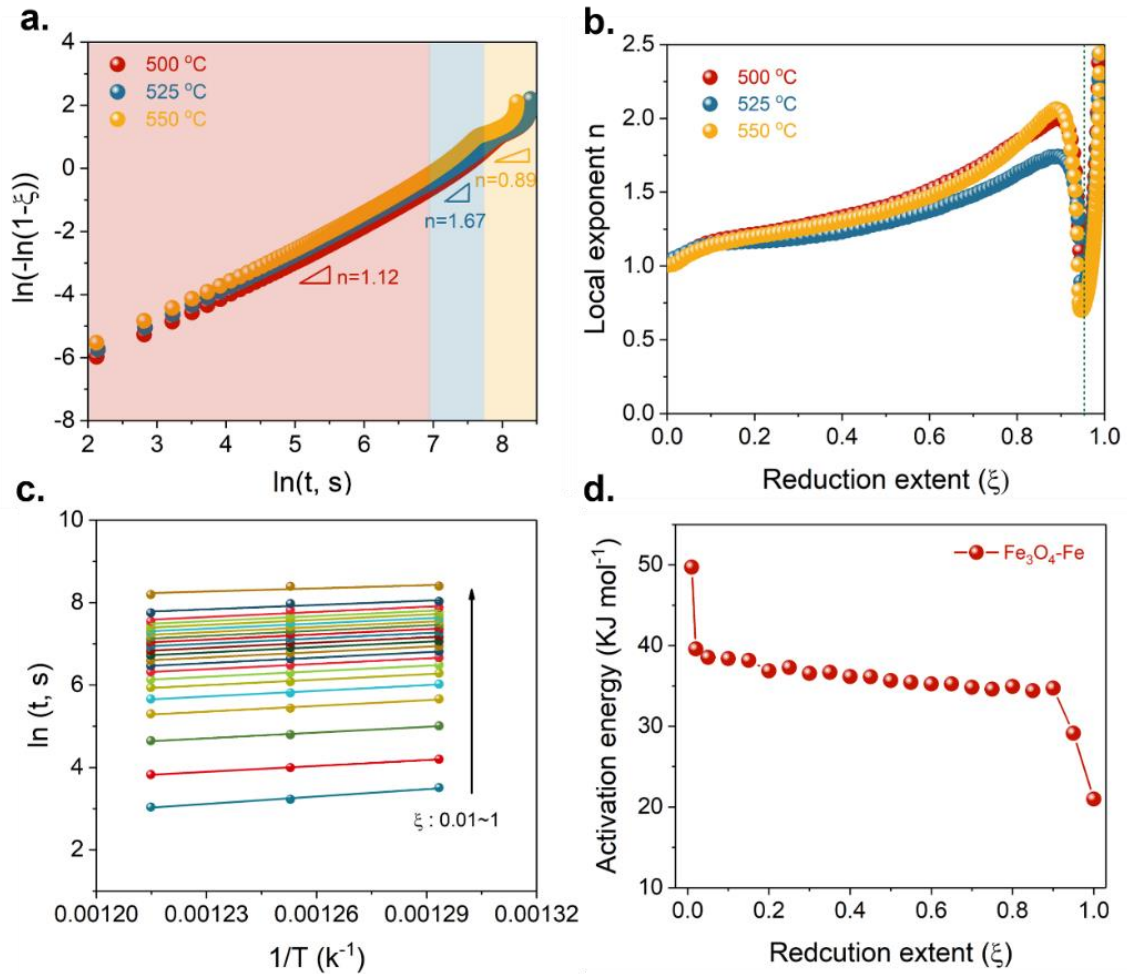 a.
4
2
0
-2
-4
-6
-8
ln(-ln(1-ξ))
500 °C
525 °C
550 °C
n=0.89
n=1.67
n=1.12
2 3 4 5 6 7 8
ln(t, s)
b.
2.5
2.0
1.5
1.0
0.5
0.0
Local exponent n
500 °C
525 °C
550 °C
0.0 0.2 0.4 0.6 0.8 1.0
Reduction extent (ξ)
c.
10
8
6
4
2
ln (t, s)
ξ : 0.01~1
0.00120 0.00123 0.00126 0.00129 0.00132
1/T (k⁻¹)
d.
50
40
30
20
10
Activation energy (KJ mol⁻¹)
Fe₃O₄-Fe
0.0 0.2 0.4 0.6 0.8 1.0
Redcution extent (ξ)